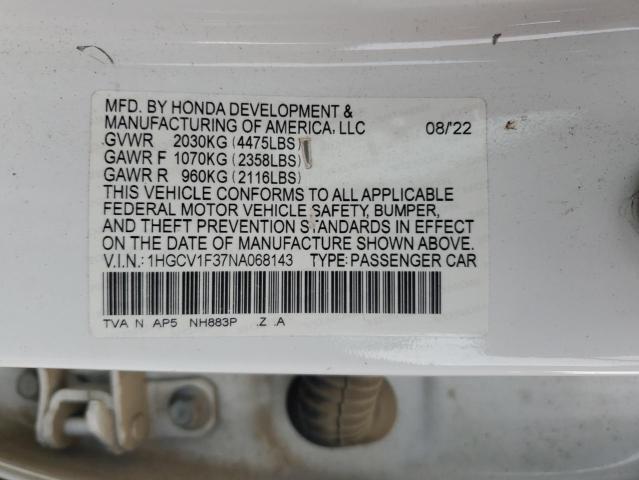 MFD. BY HONDA DEVELOPMENT &
MANUFACTURING OF AMERICA, LLC 08/'22
GVWR 2030KG (4475LBS)
GAWR F 1070KG (2358LBS)
GAWR R 960KG (2116LBS)
THIS VEHICLE CONFORMS TO ALL APPLICABLE
FEDERAL MOTOR VEHICLE SAFETY, BUMPER,
AND THEFT PREVENTION STANDARDS IN EFFECT
ON THE DATE OF MANUFACTURE SHOWN ABOVE.
V.I.N.: 1HGCV1F37NA068143 TYPE: PASSENGER CAR
TVA N AP5 NH883P .Z .A